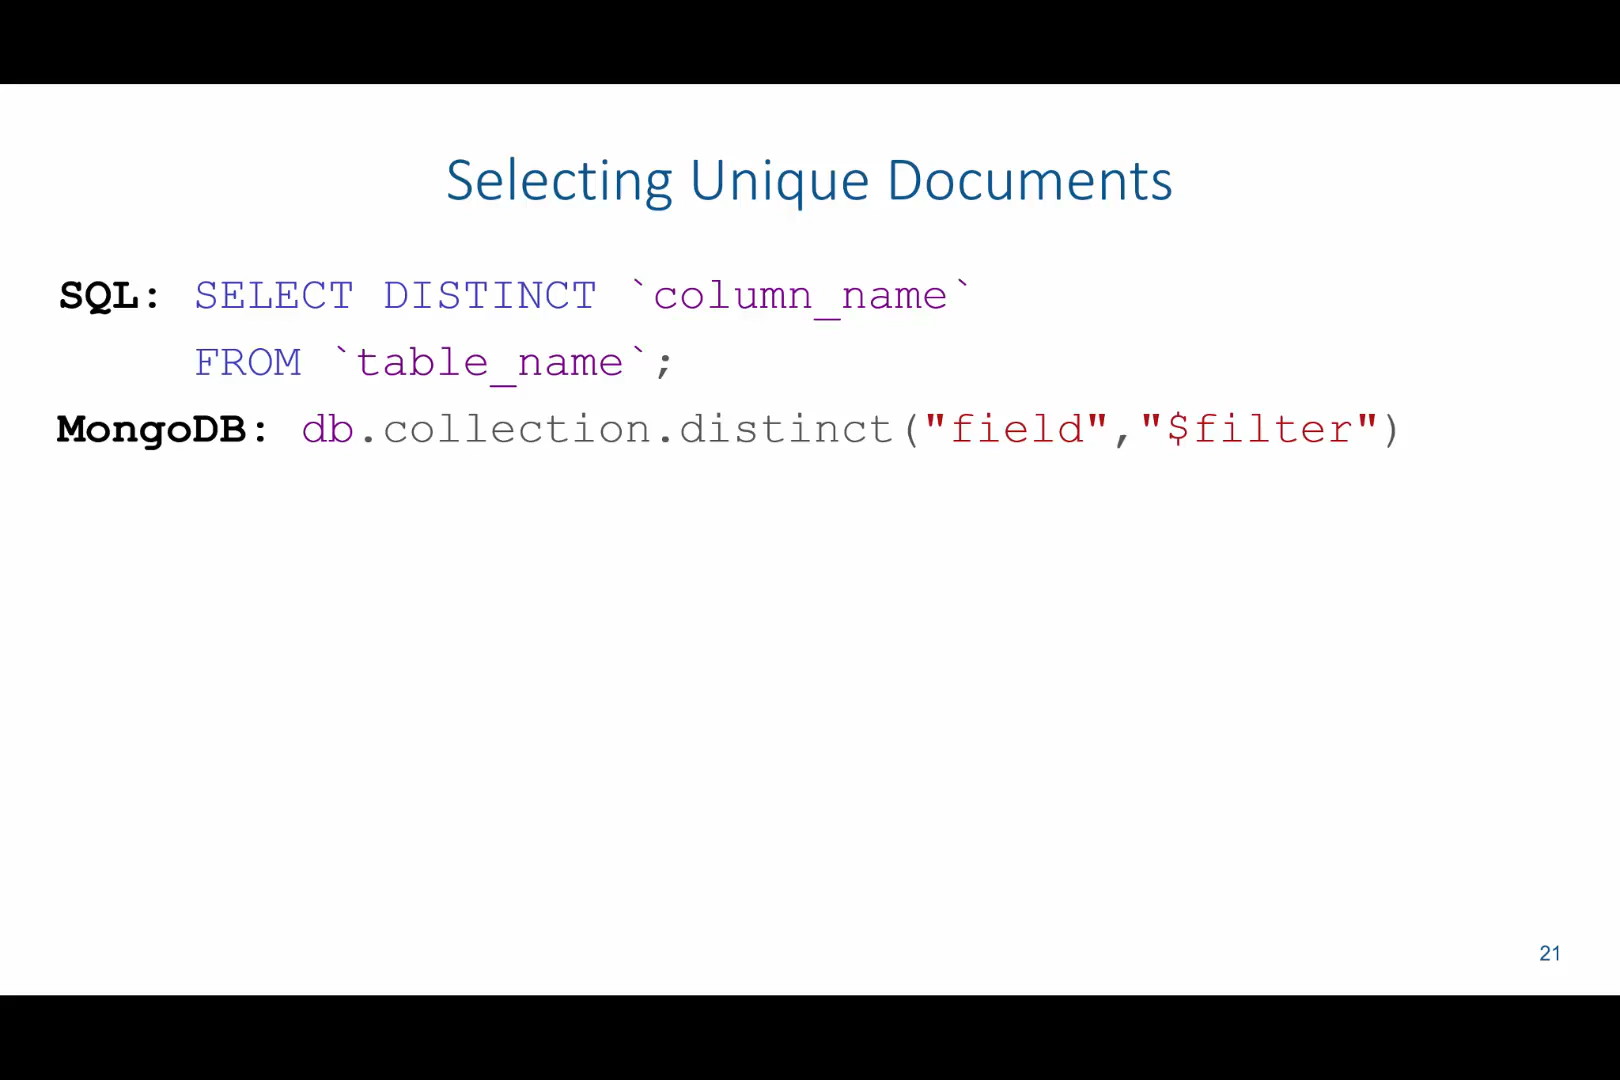 Selecting Unique Documents
SQL: SELECT DISTINCT `column_name`
FROM `table_name`;
MongoDB: db.collection.distinct("field","$filter")
21